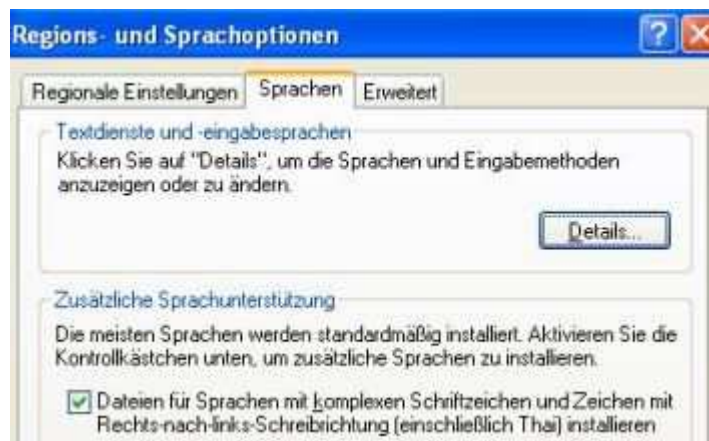 Regions- und Sprachoptionen
Regionale Einstellungen Sprachen Erweitert
Textdienste und -eingabesprachen
Klicken Sie auf "Details", um die Sprachen und Eingabemethoden
anzuzeigen oder zu ändern.
Details...
Zusätzliche Sprachunterstützung
Die meisten Sprachen werden standardmäßig installiert. Aktivieren Sie die
Kontrollkästchen unten, um zusätzliche Sprachen zu installieren.
Dateien für Sprachen mit komplexen Schriftzeichen und Zeichen mit
Rechts-nach-links-Schreibrichtung (einschließlich Thai) installieren